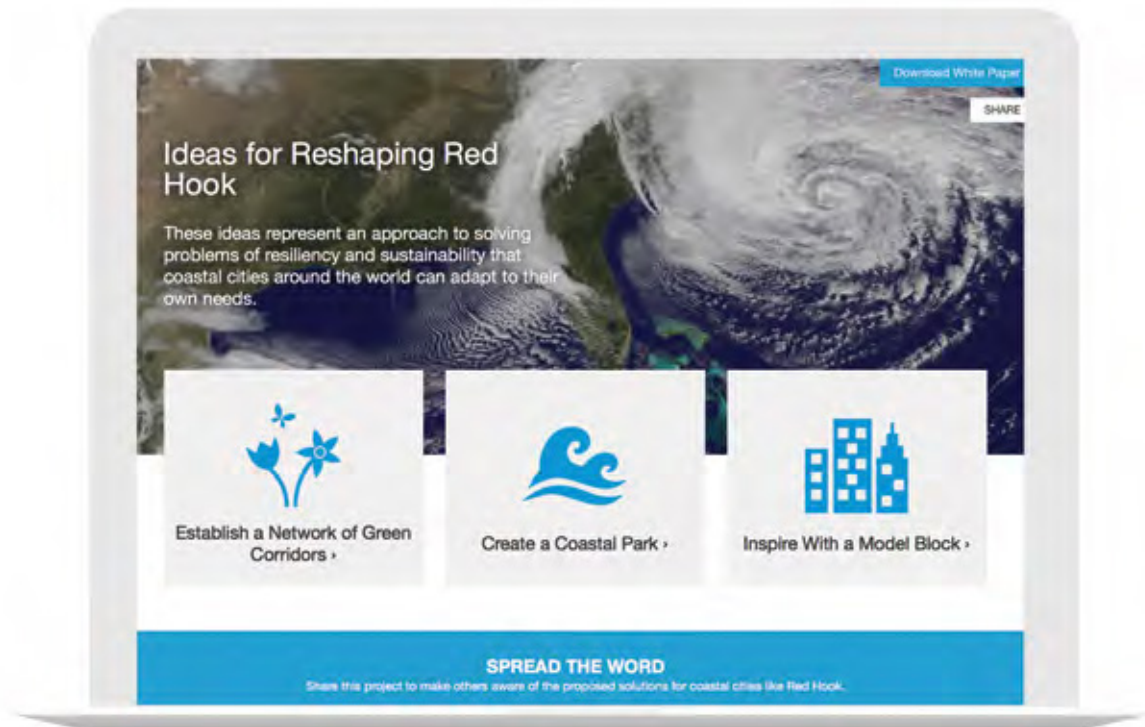 Download White Paper
SHARE
Ideas for Reshaping Red
Hook
These ideas represent an approach to solving
problems of resiliency and sustainability that
coastal cities around the world can adapt to their
own needs.
Establish a Network of Green
Corridors ›
Create a Coastal Park ›
Inspire With a Model Block ›
SPREAD THE WORD
Share this project to make others aware of the proposed solutions for coastal cities like Red Hook.